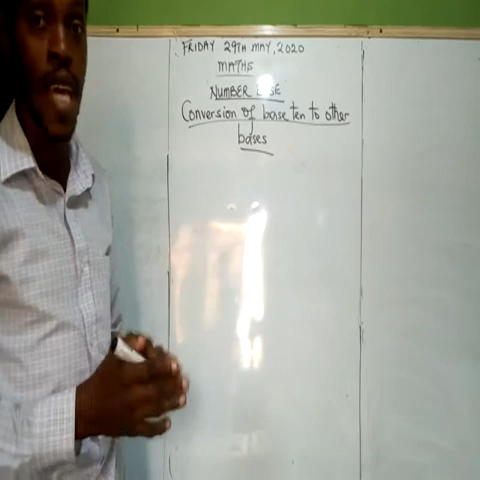 FRIDAY 29TH MAY, 2020
MATHS
NUMBER
Conversion of base ten to other
bases